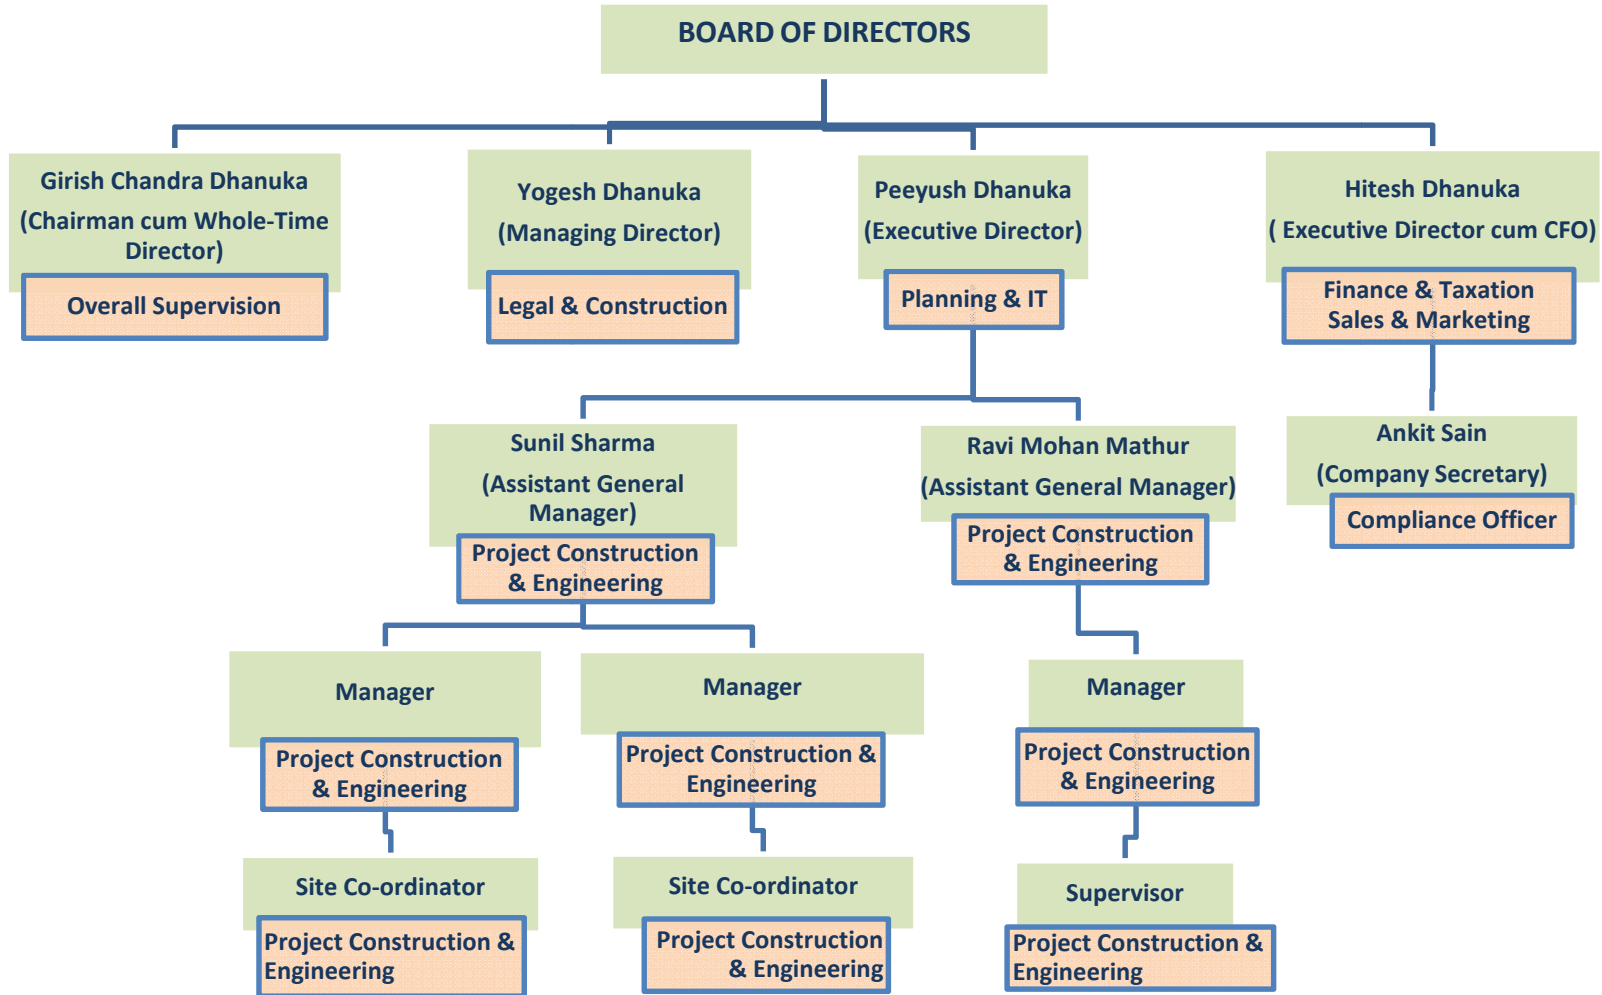 BOARD OF DIRECTORS
Girish Chandra Dhanuka
(Chairman cum Whole-Time
Director)
Overall Supervision
Yogesh Dhanuka
(Managing Director)
Legal & Construction
Peeyush Dhanuka
(Executive Director)
Planning & IT
Hitesh Dhanuka
( Executive Director cum CFO)
Finance & Taxation
Sales & Marketing
Sunil Sharma
(Assistant General
Manager)
Project Construction
& Engineering
Ravi Mohan Mathur
(Assistant General Manager)
Project Construction
& Engineering
Ankit Sain
(Company Secretary)
Compliance Officer
Manager
Project Construction
& Engineering
Manager
Project Construction &
Engineering
Manager
Project Construction
& Engineering
Site Co-ordinator
Project Construction &
Engineering
Site Co-ordinator
Project Construction
& Engineering
Supervisor
Project Construction &
Engineering